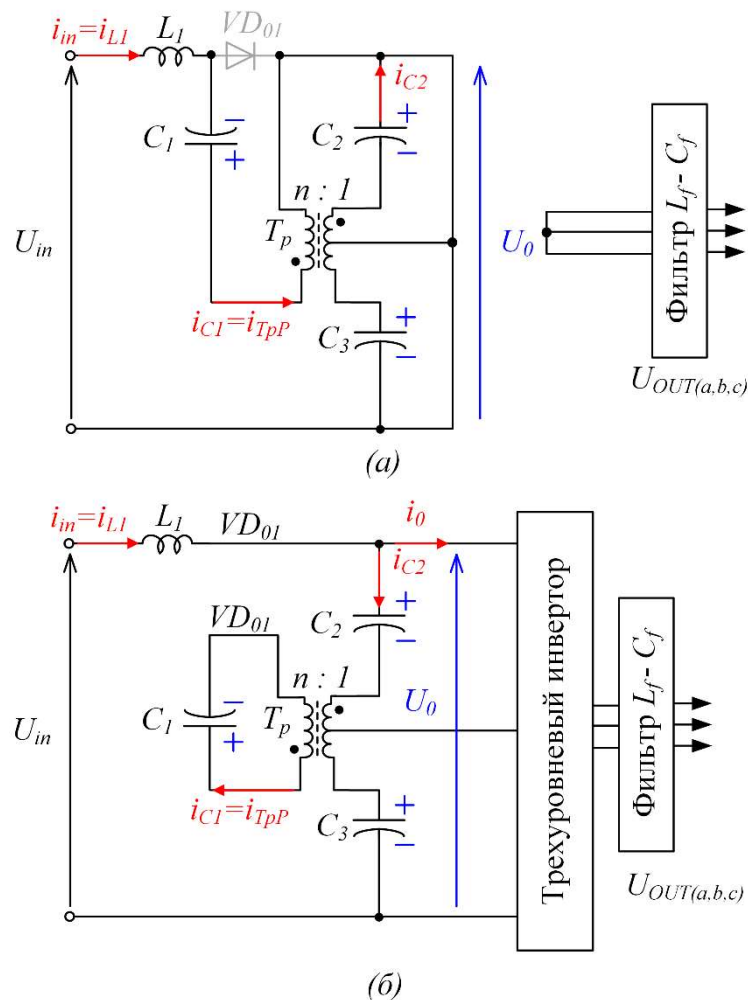 i_in=i_L1
L_1
VD_01
i_C2
+
−
C_1
−
+
C_2
+
−
n : 1
T_p
U_in
U_0
U_0
Фильтр L_f - C_f
i_C1=i_TpP
C_3
+
−
U_OUT(a,b,c)
(а)
i_in=i_L1
L_1
VD_01
i_0
i_C2
+
−
C_2
VD_01
n : 1
C_1
−
+
T_p
U_0
U_in
i_C1=i_TpP
C_3
+
−
Трехуровневый инвертор
Фильтр L_f - C_f
U_OUT(a,b,c)
(б)